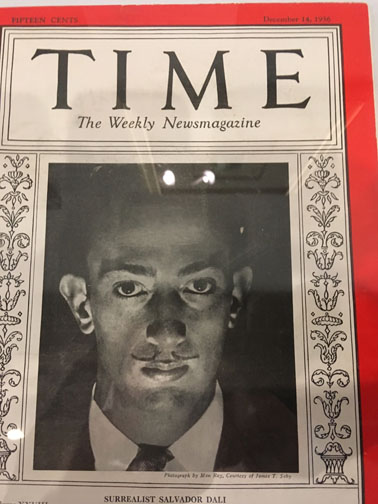 FIFTEEN CENTS December 14, 1936
TIME
The Weekly Newsmagazine
Photograph by Man Ray, Courtesy of James T. Soby
SURREALIST SALVADOR DALI
XXVIII